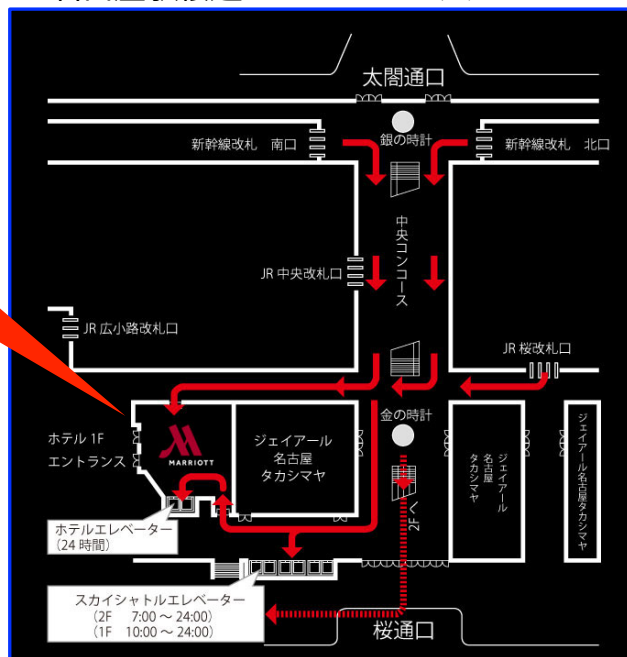 太閤通口
銀の時計
新幹線改札　南口
新幹線改札　北口
中央コンコース
JR 中央改札口
JR 広小路改札口
JR 桜改札口
金の時計
ホテル 1F
エントランス
MARRIOTT
ジェイアール
名古屋
タカシマヤ
ジェイアール
名古屋
タカシマヤ
ジェイアール名古屋タカシマヤ
2Fへ
ホテルエレベーター
(24 時間)
スカイシャトルエレベーター
(2F　7:00 ～ 24:00)
(1F　10:00 ～ 24:00)
桜通口